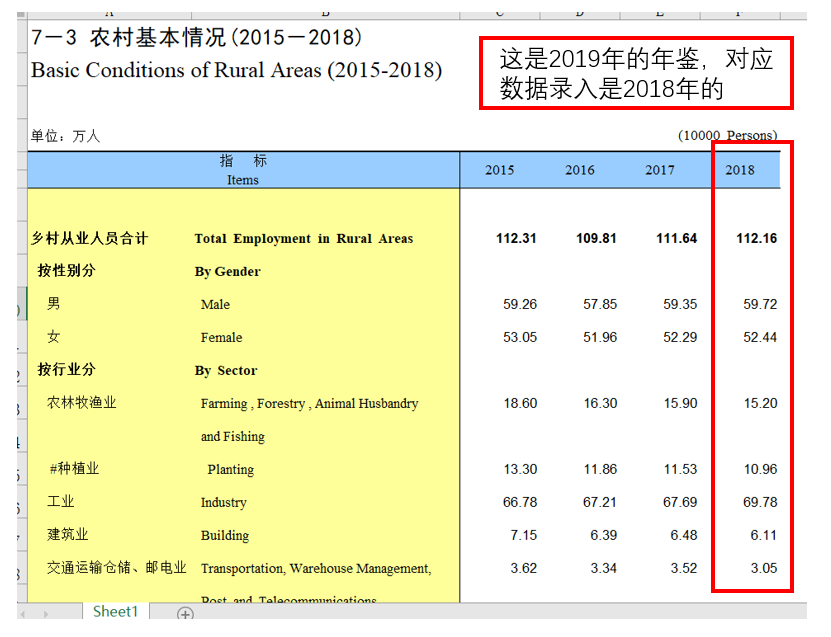 7－3 农村基本情况(2015－2018)
Basic Conditions of Rural Areas (2015-2018)
这是2019年的年鉴，对应
数据录入是2018年的
单位：万人 (10000 Persons)
指 标 2015 2016 2017 2018
Items
乡村从业人员合计 Total Employment in Rural Areas 112.31 109.81 111.64 112.16
按性别分 By Gender
男 Male 59.26 57.85 59.35 59.72
女 Female 53.05 51.96 52.29 52.44
按行业分 By Sector
农林牧渔业 Farming , Forestry , Animal Husbandry 18.60 16.30 15.90 15.20
and Fishing
#种植业 Planting 13.30 11.86 11.53 10.96
工业 Industry 66.78 67.21 67.69 69.78
建筑业 Building 7.15 6.39 6.48 6.11
交通运输仓储、邮电业 Transportation, Warehouse Management, 3.62 3.34 3.52 3.05
Post and Telecommunications
Sheet1